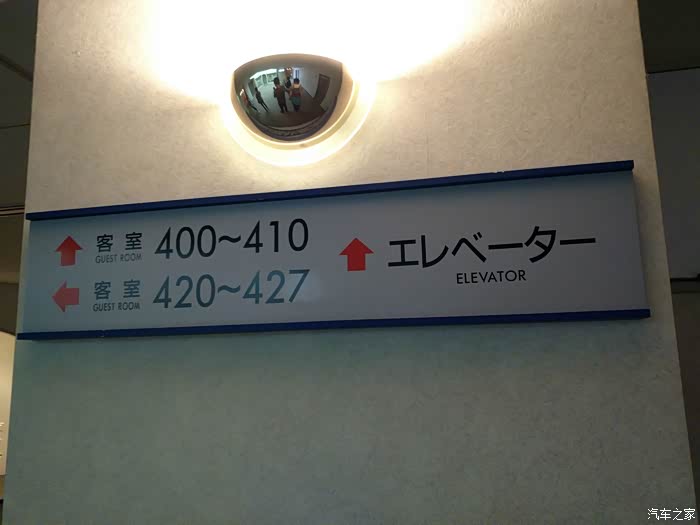 客室 400～410
GUEST ROOM
客室 420～427
GUEST ROOM
エレベーター
ELEVATOR
汽车之家